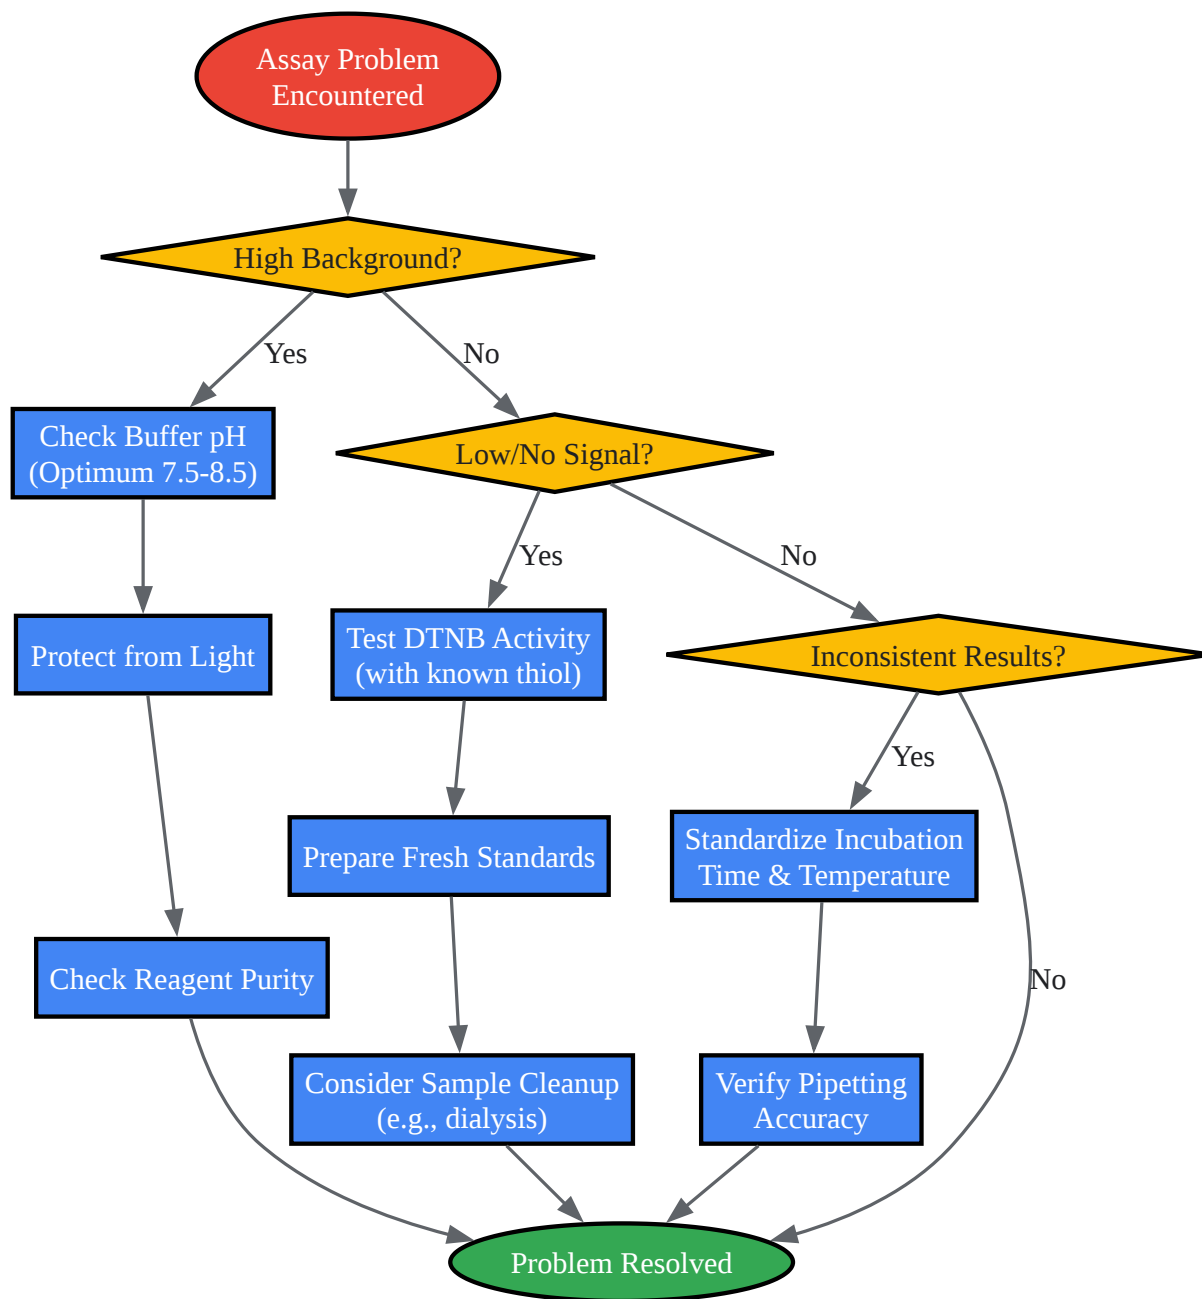 Assay Problem
Encountered
High Background?
Yes
No
Check Buffer pH
(Optimum 7.5-8.5)
Low/No Signal?
Yes
No
Protect from Light
Test DTNB Activity
(with known thiol)
Inconsistent Results?
Yes
Prepare Fresh Standards
Standardize Incubation
Time & Temperature
Check Reagent Purity
No
Consider Sample Cleanup
(e.g., dialysis)
Verify Pipetting
Accuracy
Problem Resolved